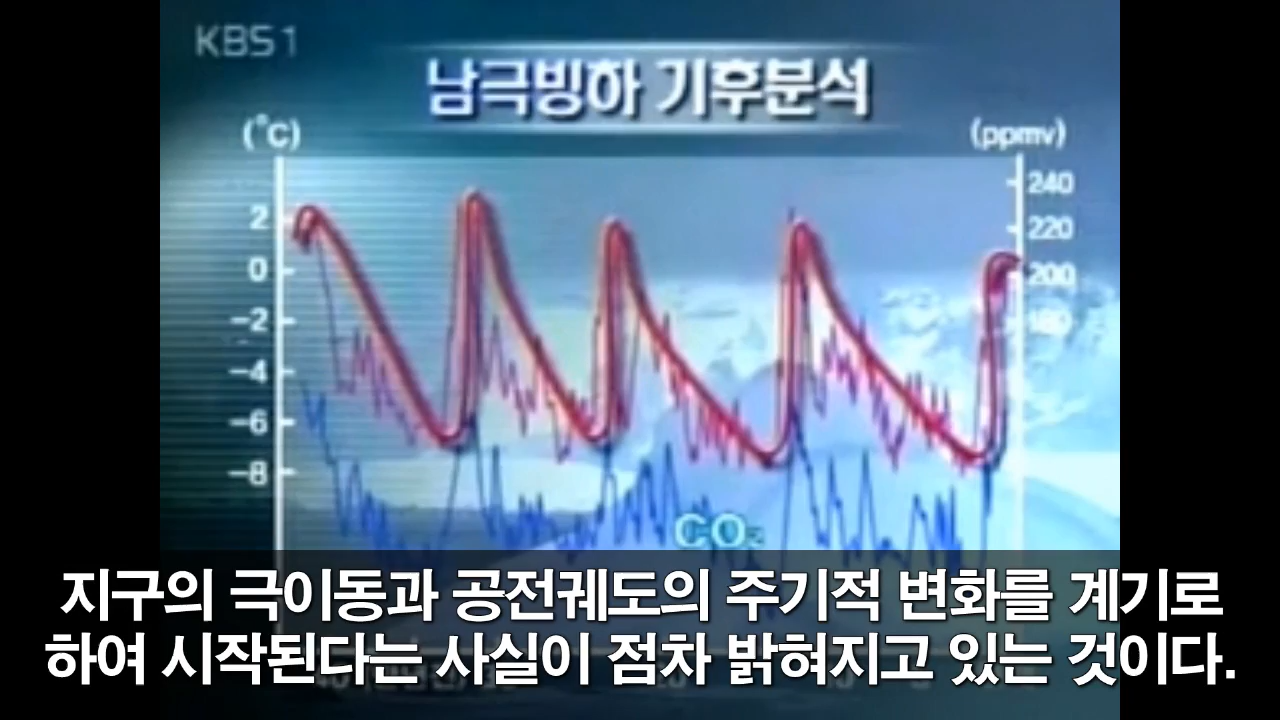 KBS 1
남극빙하 기후분석
(°C)
(ppmv)
2
0
-2
-4
-6
-8
240
220
200
180
CO₂
지구의 극이동과 공전궤도의 주기적 변화를 계기로
하여 시작된다는 사실이 점차 밝혀지고 있는 것이다.